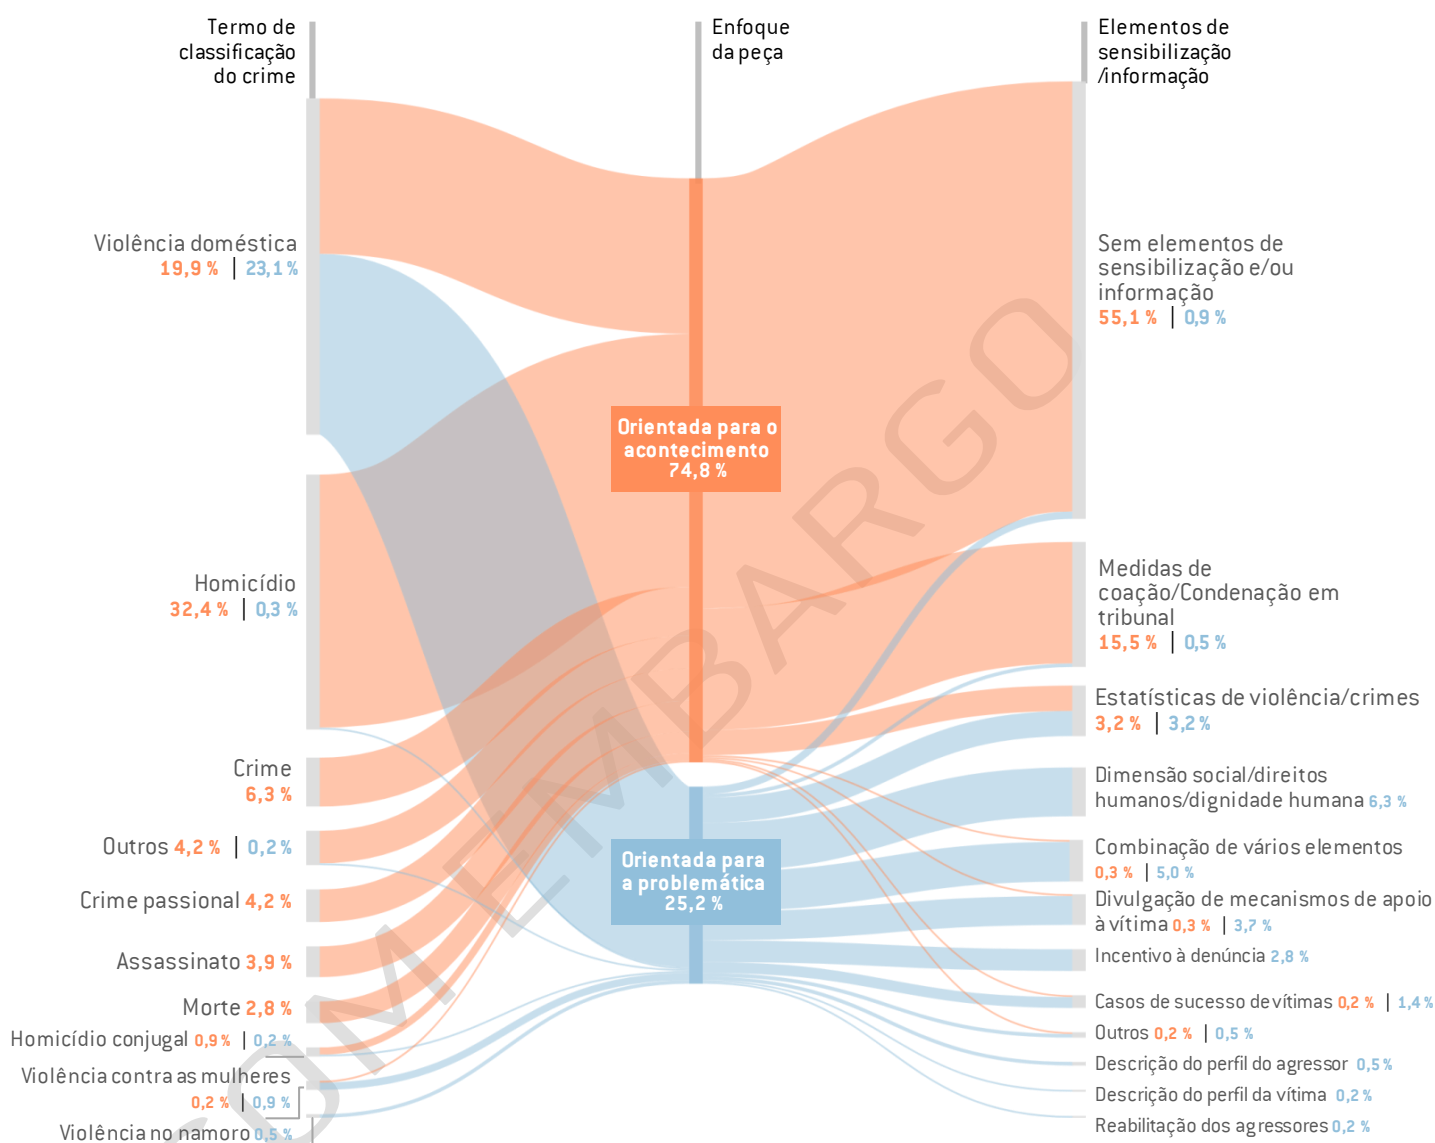 Termo de
classificação
do crime
Enfoque
da peça
Elementos de
sensibilização
/informação
Violência doméstica
19,9 % | 23,1 %
Homicídio
32,4 % | 0,3 %
Crime
6,3 %
Outros 4,2 % | 0,2 %
Crime passional 4,2 %
Assassinato 3,9 %
Morte 2,8 %
Homicídio conjugal 0,9 % | 0,2 %
Violência contra as mulheres
0,2 % | 0,9 %
Violência no namoro 0,5 %
Orientada para o
acontecimento
74,8 %
Orientada para
a problemática
25,2 %
Sem elementos de
sensibilização e/ou
informação
55,1 % | 0,9 %
Medidas de
coação/Condenação em
tribunal
15,5 % | 0,5 %
Estatísticas de violência/crimes
3,2 % | 3,2 %
Dimensão social/direitos
humanos/dignidade humana 6,3 %
Combinação de vários elementos
0,3 % | 5,0 %
Divulgação de mecanismos de apoio
à vítima 0,3 % | 3,7 %
Incentivo à denúncia 2,8 %
Casos de sucesso de vítimas 0,2 % | 1,4 %
Outros 0,2 % | 0,5 %
Descrição do perfil do agressor 0,5 %
Descrição do perfil da vítima 0,2 %
Reabilitação dos agressores 0,2 %
COM EMBARGO